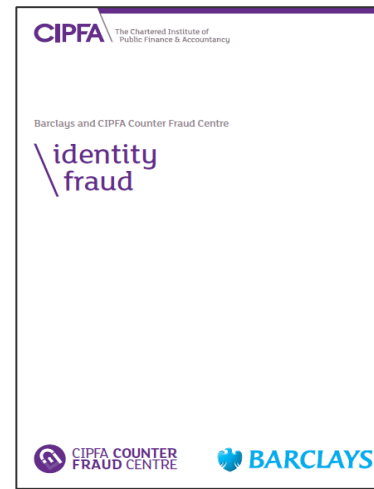 CIPFA
The Chartered Institute of
Public Finance & Accountancy
Barclays and CIPFA Counter Fraud Centre
identity
fraud
CIPFA COUNTER
FRAUD CENTRE
BARCLAYS